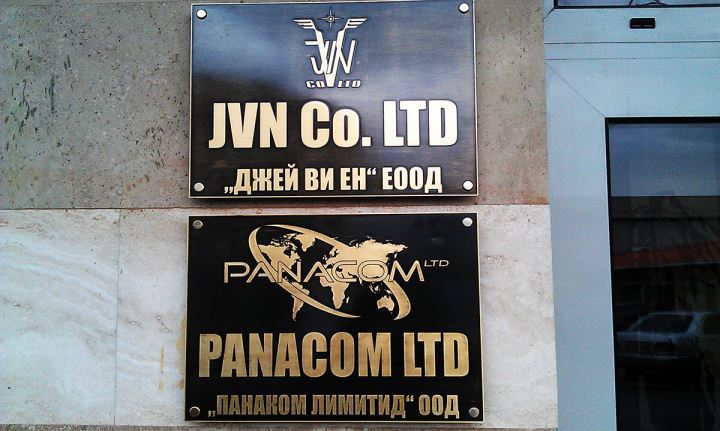 JVN
CO LTD
JVN Co. LTD
„ДЖЕЙ ВИ ЕН“ ЕООД
PANACOM LTD
PANACOM LTD
„ПАНАКОМ ЛИМИТИД“ ООД